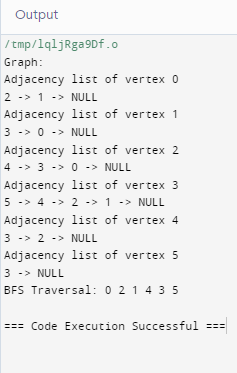 Output
/tmp/lqljRga9Df.o
Graph:
Adjacency list of vertex 0
2 -> 1 -> NULL
Adjacency list of vertex 1
3 -> 0 -> NULL
Adjacency list of vertex 2
4 -> 3 -> 0 -> NULL
Adjacency list of vertex 3
5 -> 4 -> 2 -> 1 -> NULL
Adjacency list of vertex 4
3 -> 2 -> NULL
Adjacency list of vertex 5
3 -> NULL
BFS Traversal: 0 2 1 4 3 5
=== Code Execution Successful ===